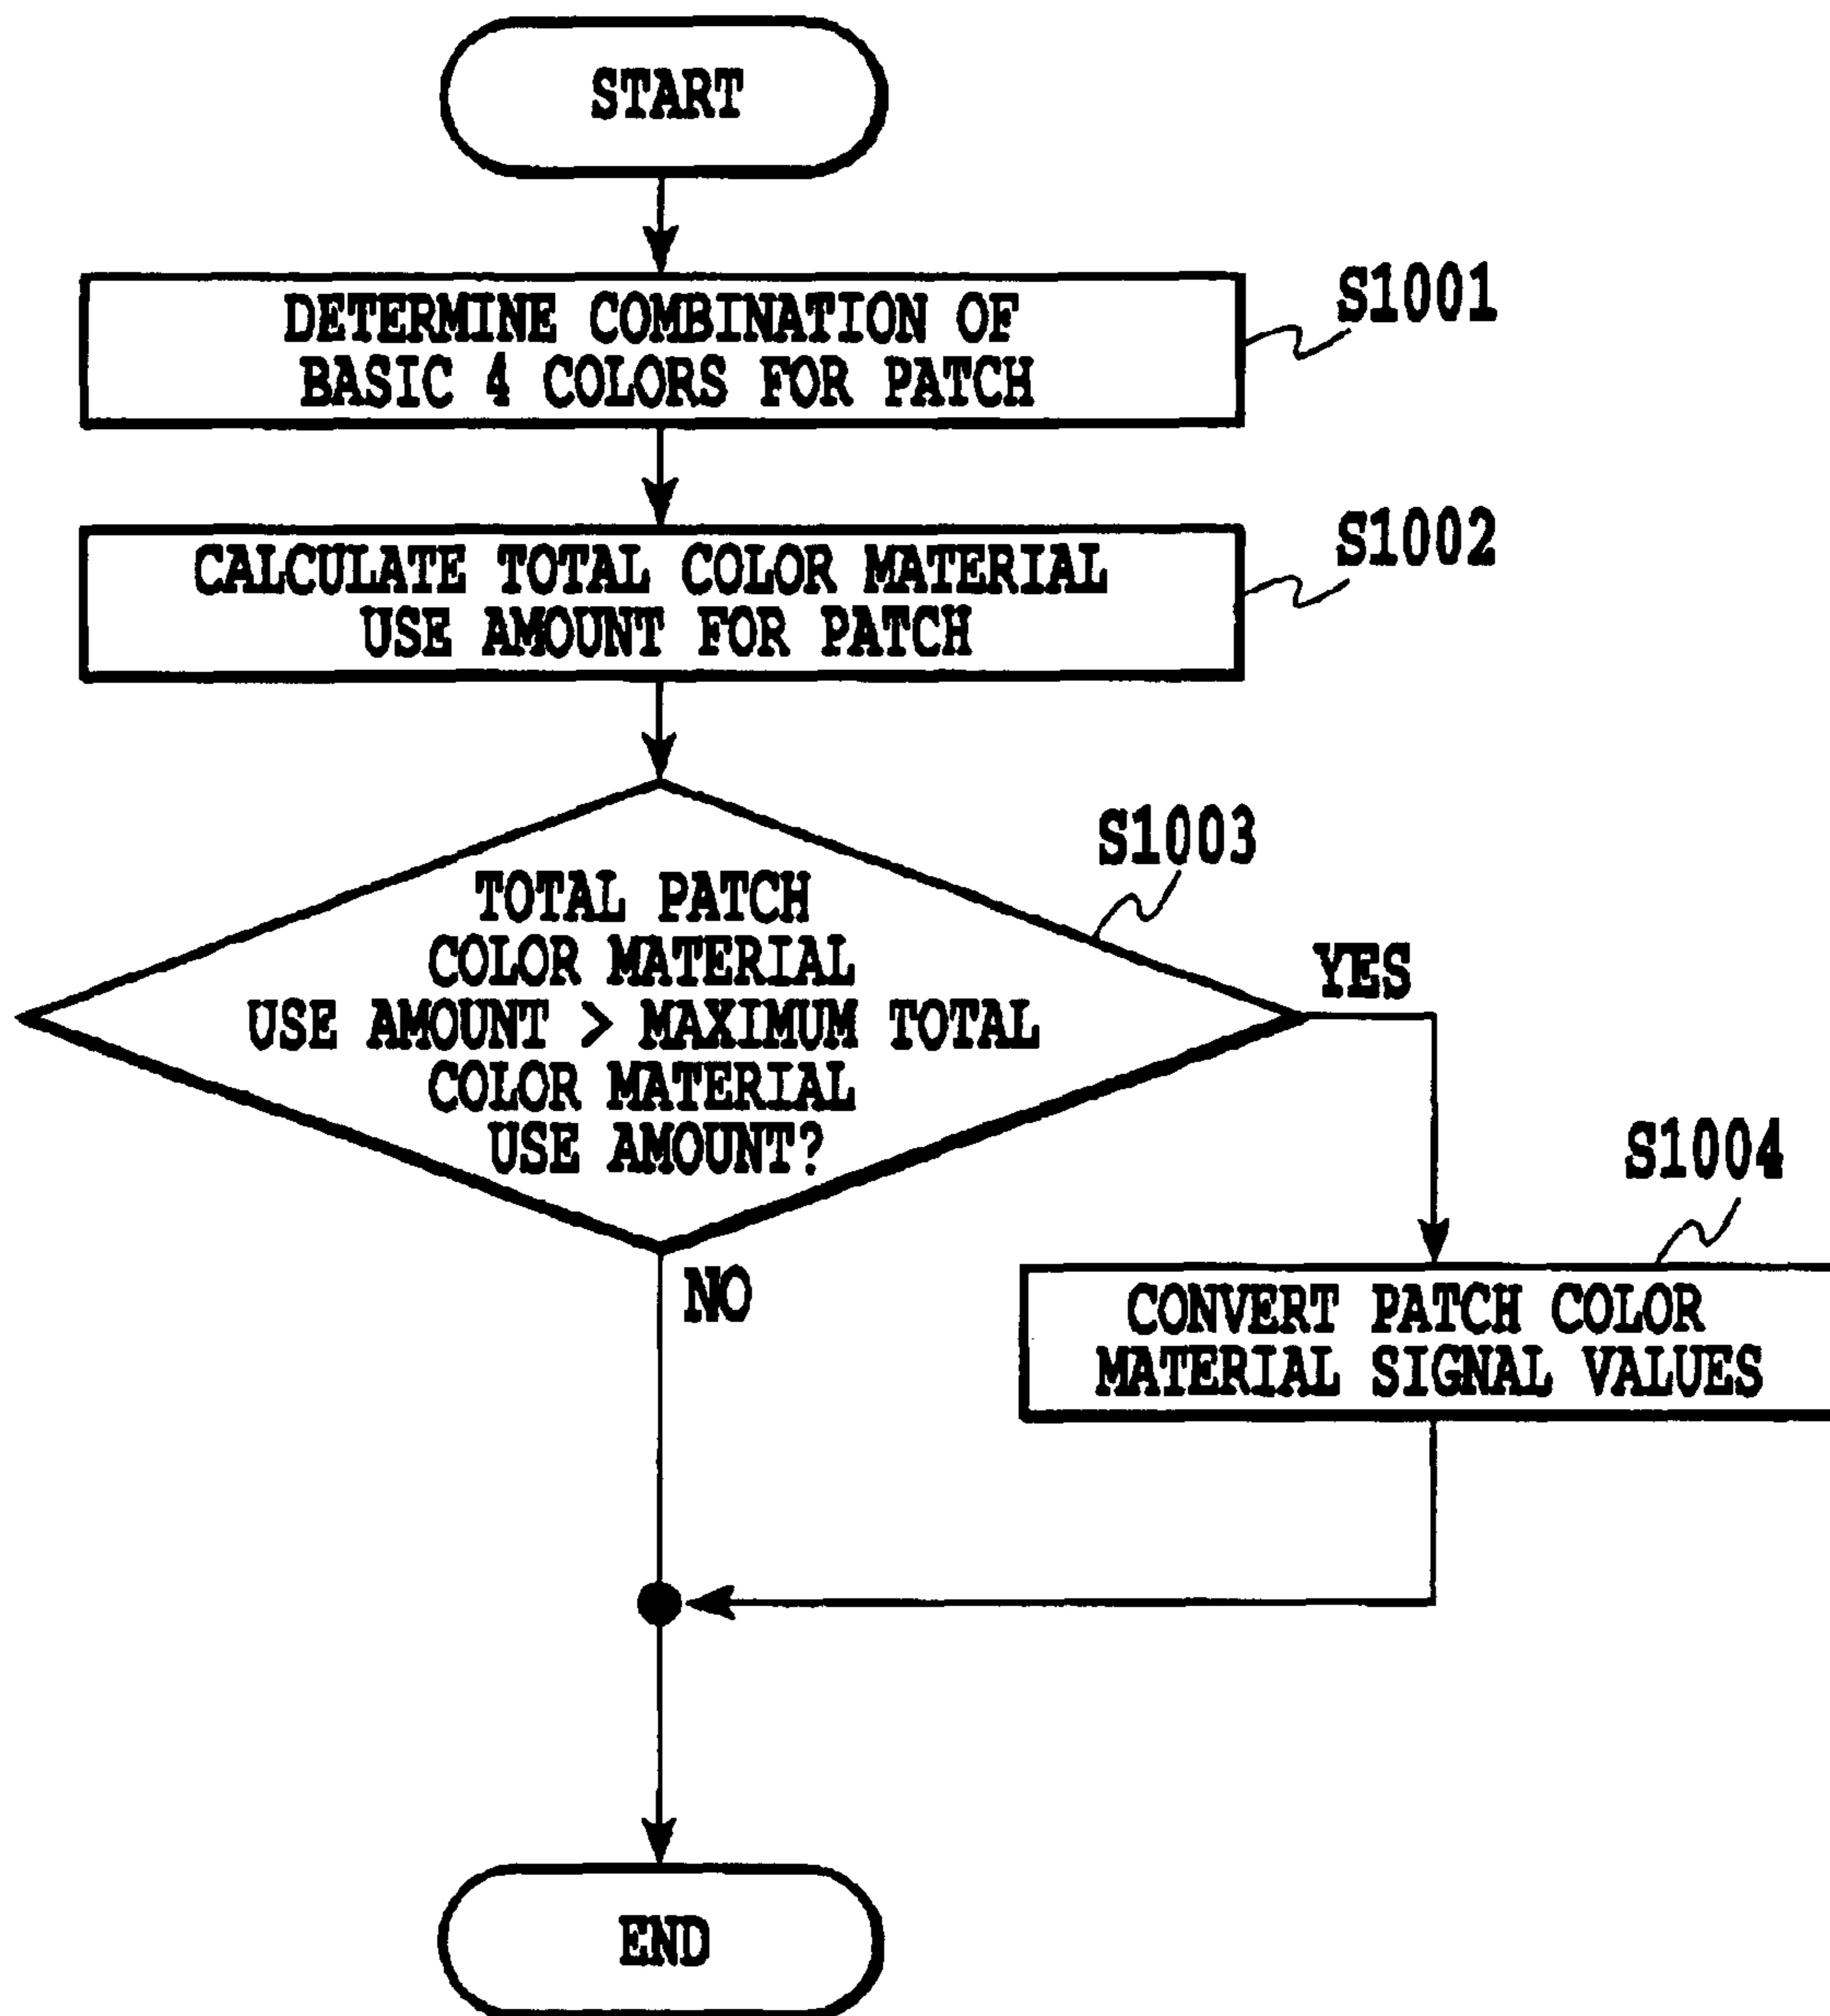 START
DETERMINE COMBINATION OF
BASIC 4 COLORS FOR PATCH
S1001
CALCULATE TOTAL COLOR MATERIAL
USE AMOUNT FOR PATCH
S1002
TOTAL PATCH
COLOR MATERIAL
USE AMOUNT > MAXIMUM TOTAL
COLOR MATERIAL
USE AMOUNT?
S1003
YES
NO
S1004
CONVERT PATCH COLOR
MATERIAL SIGNAL VALUES
END